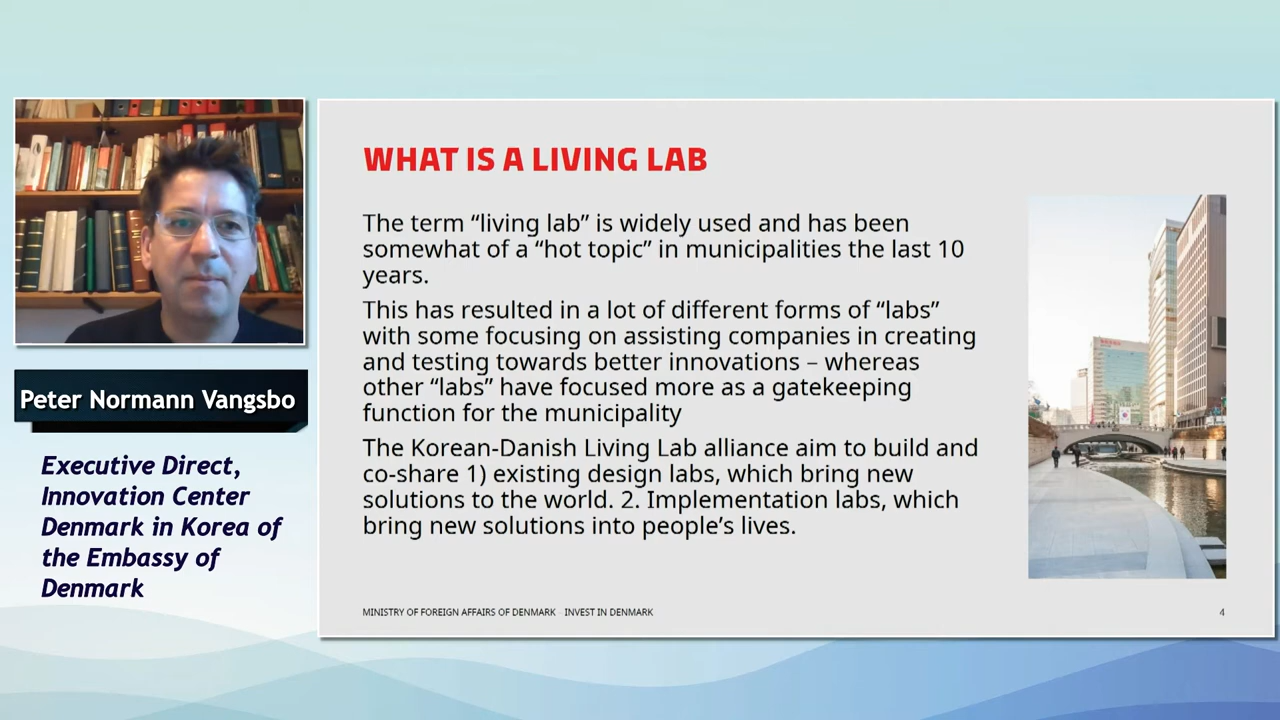 Peter Normann Vangsbo
Executive Direct,
Innovation Center
Denmark in Korea of
the Embassy of
Denmark
WHAT IS A LIVING LAB
The term “living lab” is widely used and has been
somewhat of a “hot topic” in municipalities the last 10
years.
This has resulted in a lot of different forms of “labs”
with some focusing on assisting companies in creating
and testing towards better innovations – whereas
other “labs” have focused more as a gatekeeping
function for the municipality
The Korean-Danish Living Lab alliance aim to build and
co-share 1) existing design labs, which bring new
solutions to the world. 2. Implementation labs, which
bring new solutions into people’s lives.
MINISTRY OF FOREIGN AFFAIRS OF DENMARK INVEST IN DENMARK
4